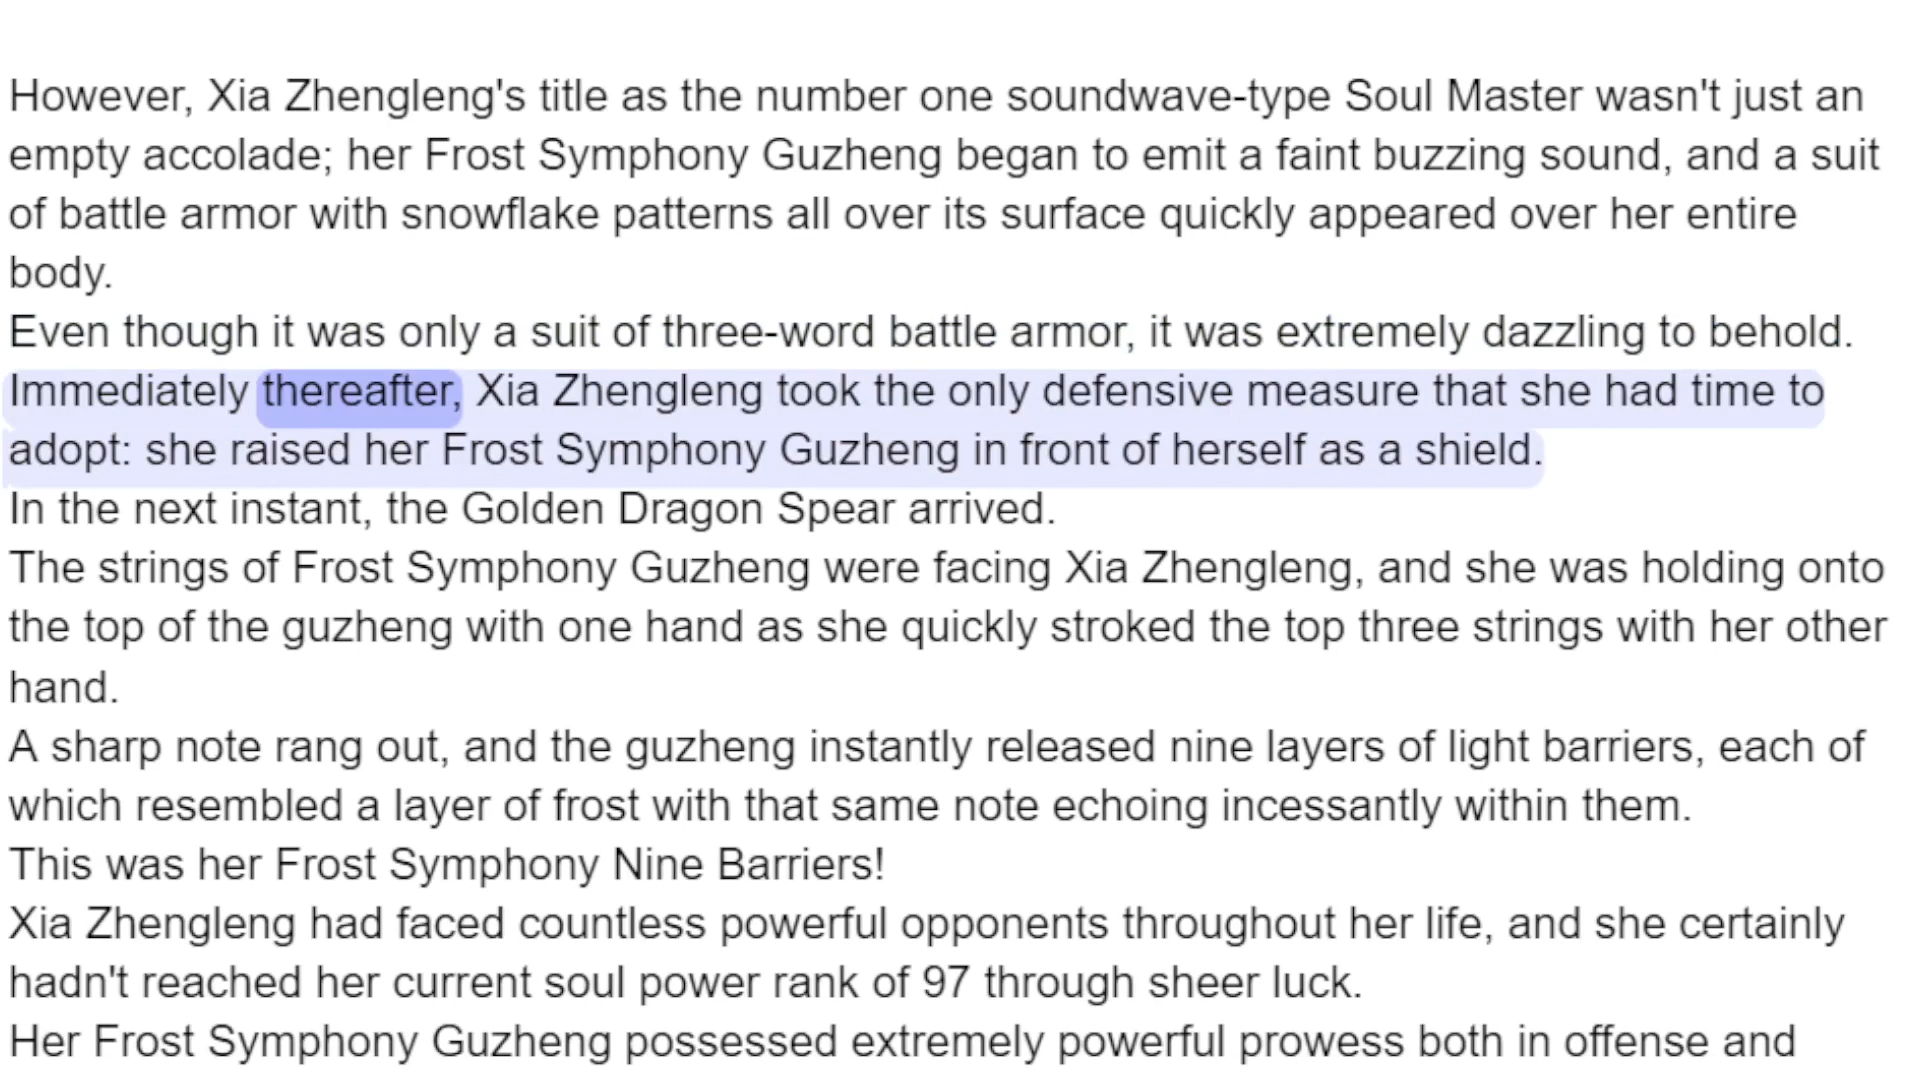 However, Xia Zhengleng's title as the number one soundwave-type Soul Master wasn't just an
empty accolade; her Frost Symphony Guzheng began to emit a faint buzzing sound, and a suit
of battle armor with snowflake patterns all over its surface quickly appeared over her entire
body.
Even though it was only a suit of three-word battle armor, it was extremely dazzling to behold.
Immediately thereafter, Xia Zhengleng took the only defensive measure that she had time to
adopt: she raised her Frost Symphony Guzheng in front of herself as a shield.
In the next instant, the Golden Dragon Spear arrived.
The strings of Frost Symphony Guzheng were facing Xia Zhengleng, and she was holding onto
the top of the guzheng with one hand as she quickly stroked the top three strings with her other
hand.
A sharp note rang out, and the guzheng instantly released nine layers of light barriers, each of
which resembled a layer of frost with that same note echoing incessantly within them.
This was her Frost Symphony Nine Barriers!
Xia Zhengleng had faced countless powerful opponents throughout her life, and she certainly
hadn't reached her current soul power rank of 97 through sheer luck.
Her Frost Symphony Guzheng possessed extremely powerful prowess both in offense and